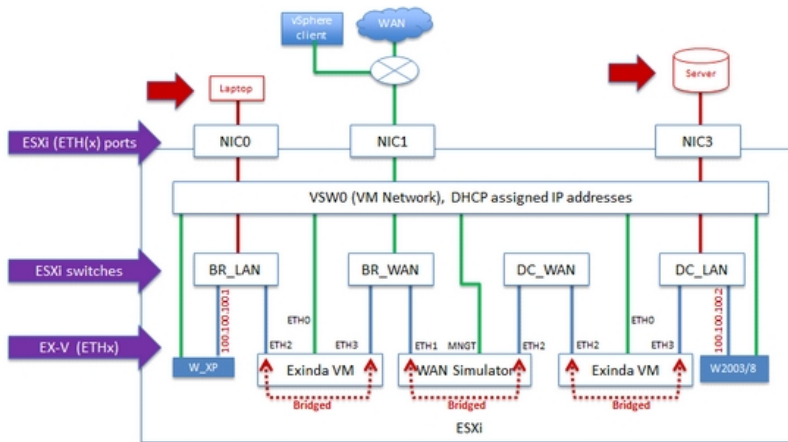 vSphere
client
WAN
Laptop
Server
ESXi (ETH(x) ports
NIC0
NIC1
NIC3
VSW0 (VM Network), DHCP assigned IP addresses
ESXi switches
BR_LAN
BR_WAN
DC_WAN
DC_LAN
100.100.100.1
100.100.100.2
ETH0
ETH0
EX-V (ETHx)
ETH2
ETH3
ETH1
MNGT
ETH2
ETH2
ETH3
W_XP
Exinda VM
WAN Simulator
Exinda VM
W2003/8
Bridged
Bridged
Bridged
ESXi